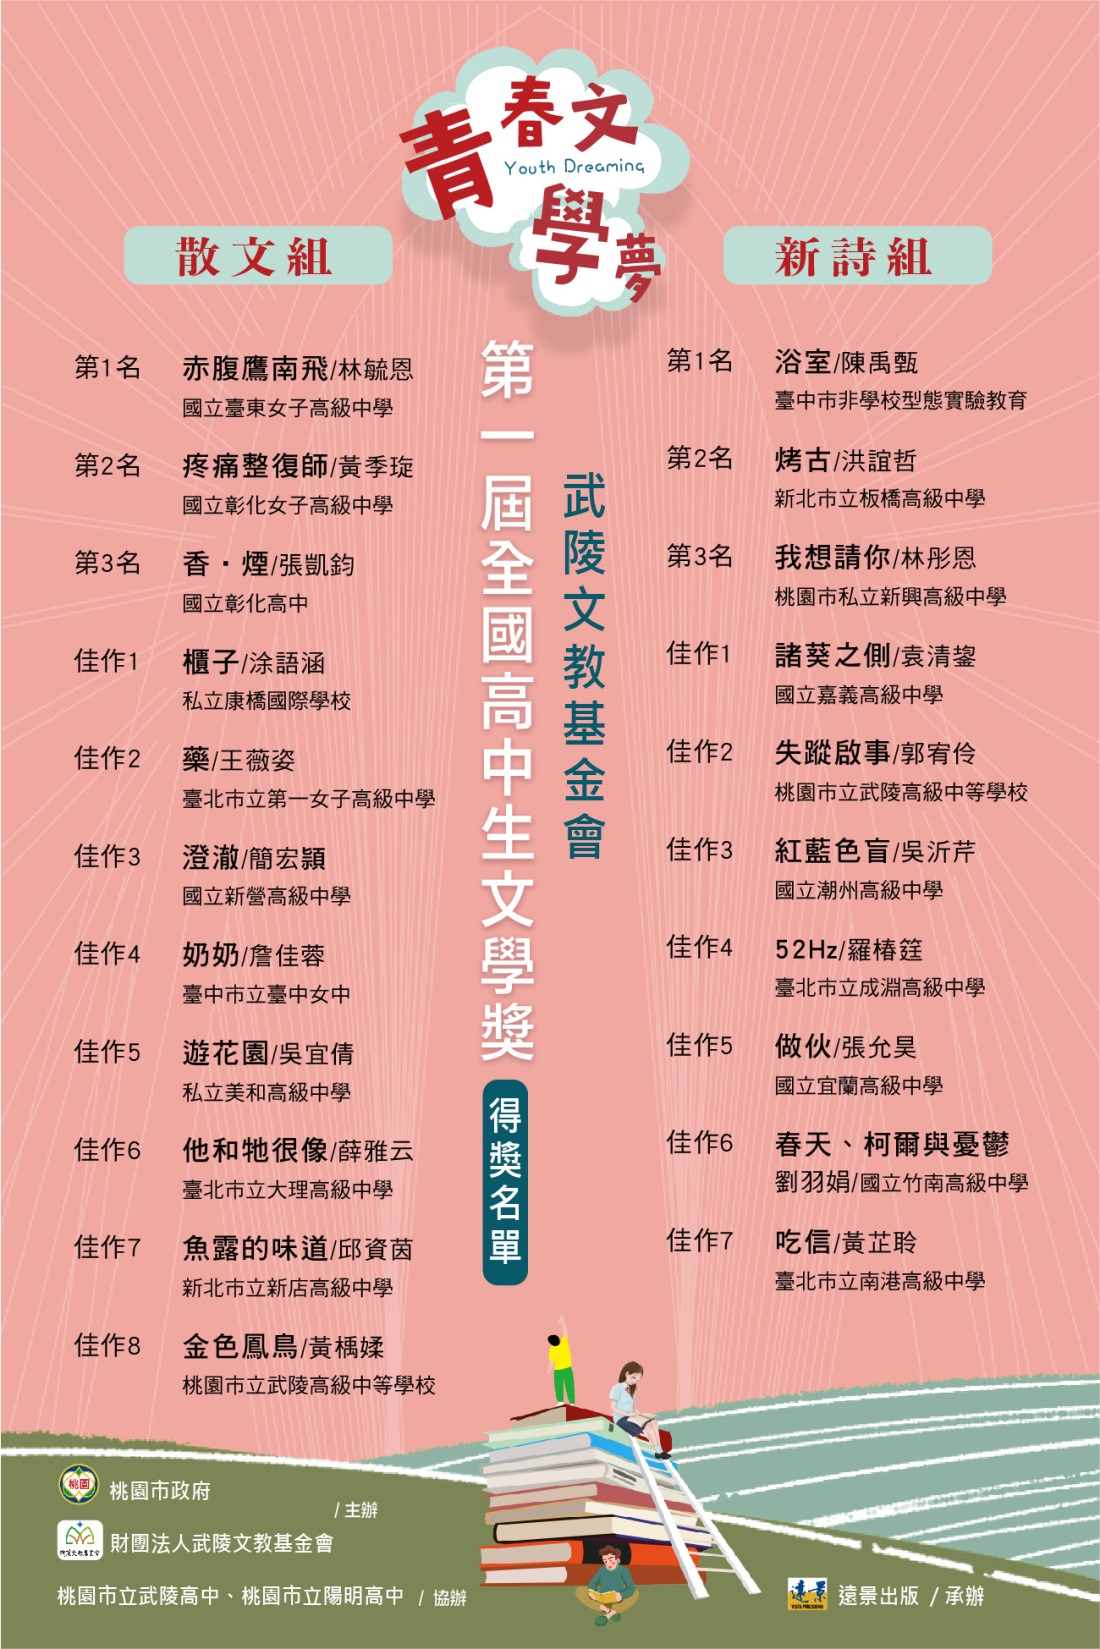 青春文學夢
Youth Dreaming
散文組
第1名 赤腹鷹南飛/林毓恩
國立臺東女子高級中學
第2名 疼痛整復師/黃季琁
國立彰化女子高級中學
第3名 香・煙/張凱鈞
國立彰化高中
佳作1 櫃子/涂語涵
私立康橋國際學校
佳作2 藥/王薇姿
臺北市立第一女子高級中學
佳作3 澄澈/簡宏顥
國立新營高級中學
佳作4 奶奶/詹佳蓉
臺中市立臺中女中
佳作5 遊花園/吳宜倩
私立美和高級中學
佳作6 他和牠很像/薛雅云
臺北市立大理高級中學
佳作7 魚露的味道/邱資茵
新北市立新店高級中學
佳作8 金色鳳鳥/黃楀媃
桃園市立武陵高級中等學校
武陵文教基金會
第一屆全國高中生文學獎
得獎名單
新詩組
第1名 浴室/陳禹甄
臺中市非學校型態實驗教育
第2名 烤古/洪誼哲
新北市立板橋高級中學
第3名 我想請你/林彤恩
桃園市私立新興高級中學
佳作1 諸葵之側/袁清鋆
國立嘉義高級中學
佳作2 失蹤啟事/郭宥伶
桃園市立武陵高級中等學校
佳作3 紅藍色盲/吳沂芹
國立潮州高級中學
佳作4 52Hz/羅椿筳
臺北市立成淵高級中學
佳作5 做伙/張允昊
國立宜蘭高級中學
佳作6 春天、柯爾與憂鬱
劉羽娟/國立竹南高級中學
佳作7 吃信/黃芷聆
臺北市立南港高級中學
桃園
桃園市政府
/ 主辦
武陵文教基金會
財團法人武陵文教基金會
桃園市立武陵高中、桃園市立陽明高中 / 協辦
遠景
VISTA PUBLISHING
遠景出版 / 承辦